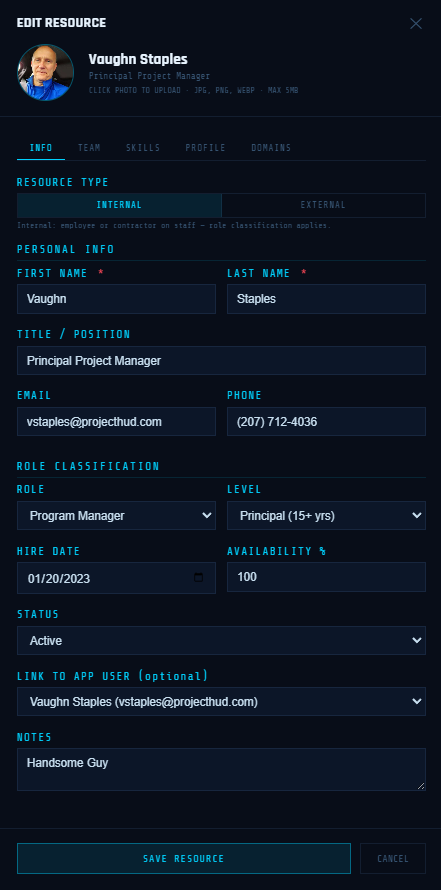 EDIT RESOURCE
Vaughn Staples
Principal Project Manager
CLICK PHOTO TO UPLOAD · JPG, PNG, WEBP · MAX 5MB
INFO TEAM SKILLS PROFILE DOMAINS
RESOURCE TYPE
INTERNAL EXTERNAL
Internal: employee or contractor on staff — role classification applies.
PERSONAL INFO
FIRST NAME * LAST NAME *
Vaughn Staples
TITLE / POSITION
Principal Project Manager
EMAIL PHONE
vstaples@projecthud.com (207) 712-4036
ROLE CLASSIFICATION
ROLE LEVEL
Program Manager Principal (15+ yrs)
HIRE DATE AVAILABILITY %
01/20/2023 100
STATUS
Active
LINK TO APP USER (optional)
Vaughn Staples (vstaples@projecthud.com)
NOTES
Handsome Guy
SAVE RESOURCE CANCEL